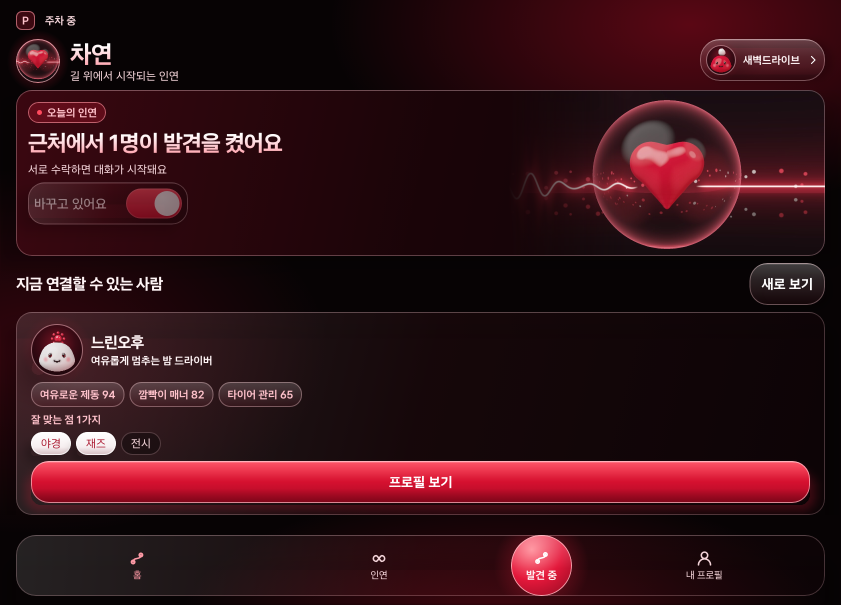 P 주차 중
차연
길 위에서 시작되는 인연
새벽드라이브
오늘의 인연
근처에서 1명이 발견을 켰어요
서로 수락하면 대화가 시작돼요
바꾸고 있어요
지금 연결할 수 있는 사람
새로 보기
느린오후
여유롭게 멈추는 밤 드라이버
여유로운 제동 94 깜빡이 매너 82 타이어 관리 65
잘 맞는 점 1가지
야경 재즈 전시
프로필 보기
홈 인연 발견 중 내 프로필